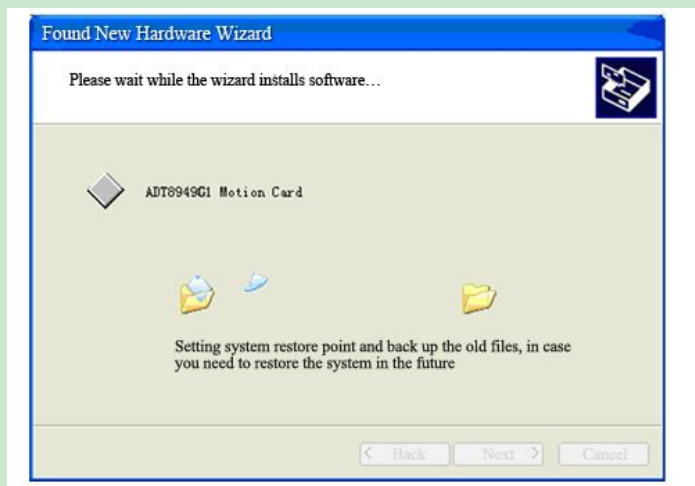 Found New Hardware Wizard
Please wait while the wizard installs software...
ADT8949G1 Motion Card
Setting system restore point and back up the old files, in case
you need to restore the system in the future
< Back
Next >
Cancel